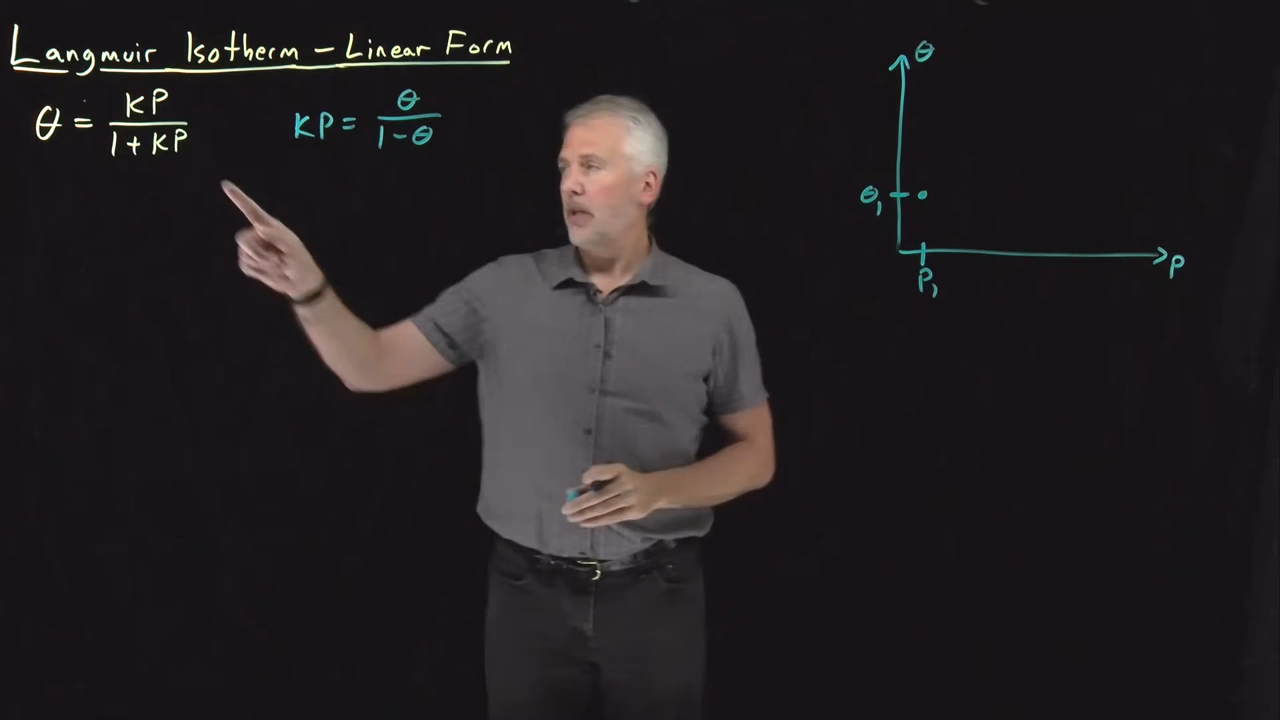 Langmuir Isotherm – Linear Form
θ = KP / 1 + KP
KP = θ / 1 – θ
θ
θ₁
P₁
P